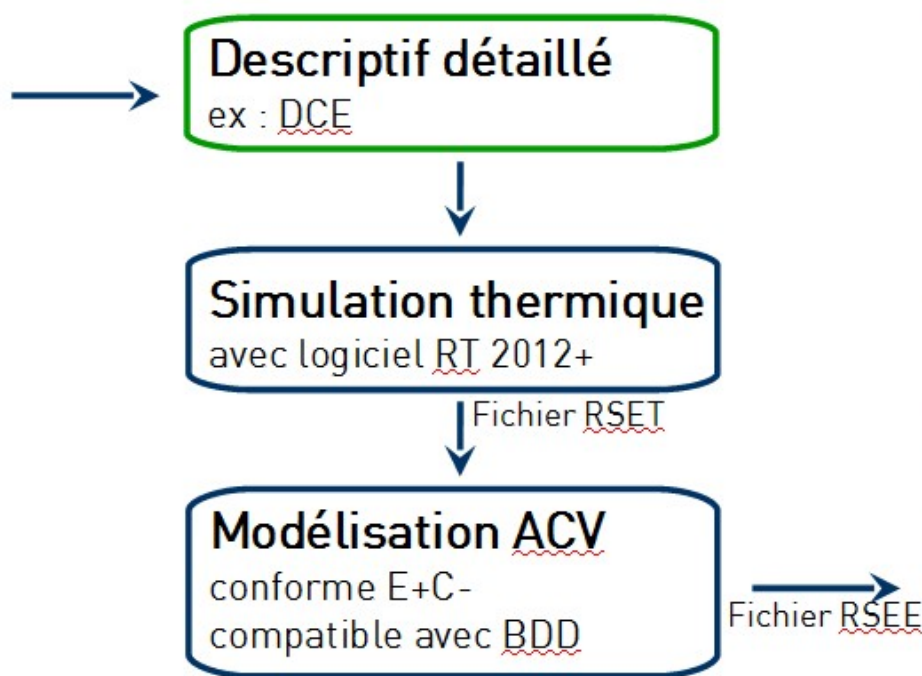 Descriptif détaillé
ex : DCE
Simulation thermique
avec logiciel RT 2012+
Fichier RSET
Modélisation ACV
conforme E+C-
compatible avec BDD
Fichier RSEE